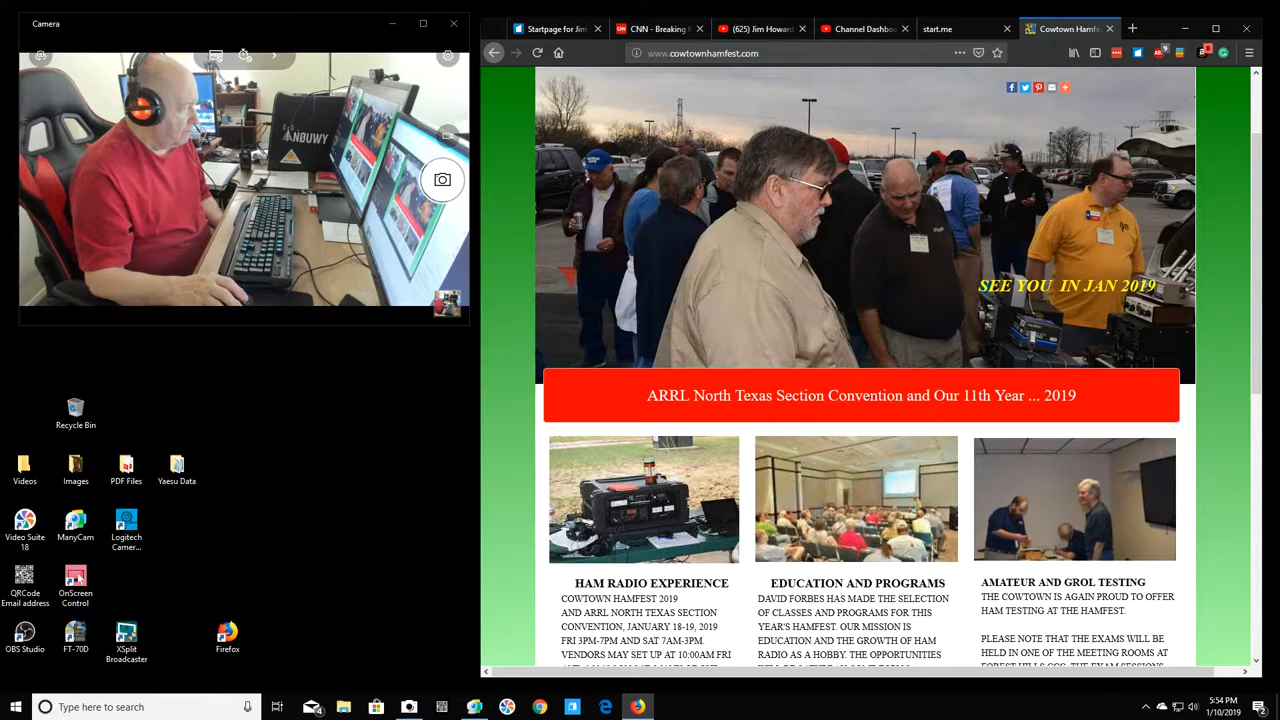 Camera
Startpage for Jim
CNN - Breaking
(625) Jim Howard
Channel Dashbo
start.me
Cowtown Hamfe
www.cowtownhamfest.com
9
8
NØUWY
SEE YOU IN JAN 2019
ARRL North Texas Section Convention and Our 11th Year ... 2019
Recycle Bin
Videos
Images
PDF Files
Yaesu Data
Video Suite
18
ManyCam
Logitech
Camer...
QRCode
Email address
OnScreen
Control
OBS Studio
FT-70D
XSplit
Broadcaster
Firefox
HAM RADIO EXPERIENCE
COWTOWN HAMFEST 2019
AND ARRL NORTH TEXAS SECTION
CONVENTION, JANUARY 18-19, 2019
FRI 3PM-7PM AND SAT 7AM-3PM.
VENDORS MAY SET UP AT 10:00AM FRI
EDUCATION AND PROGRAMS
DAVID FORBES HAS MADE THE SELECTION
OF CLASSES AND PROGRAMS FOR THIS
YEAR'S HAMFEST. OUR MISSION IS
EDUCATION AND THE GROWTH OF HAM
RADIO AS A HOBBY. THE OPPORTUNITIES
AMATEUR AND GROL TESTING
THE COWTOWN IS AGAIN PROUD TO OFFER
HAM TESTING AT THE HAMFEST.
PLEASE NOTE THAT THE EXAMS WILL BE
HELD IN ONE OF THE MEETING ROOMS AT
Type here to search
4
5:54 PM
1/10/2019
2